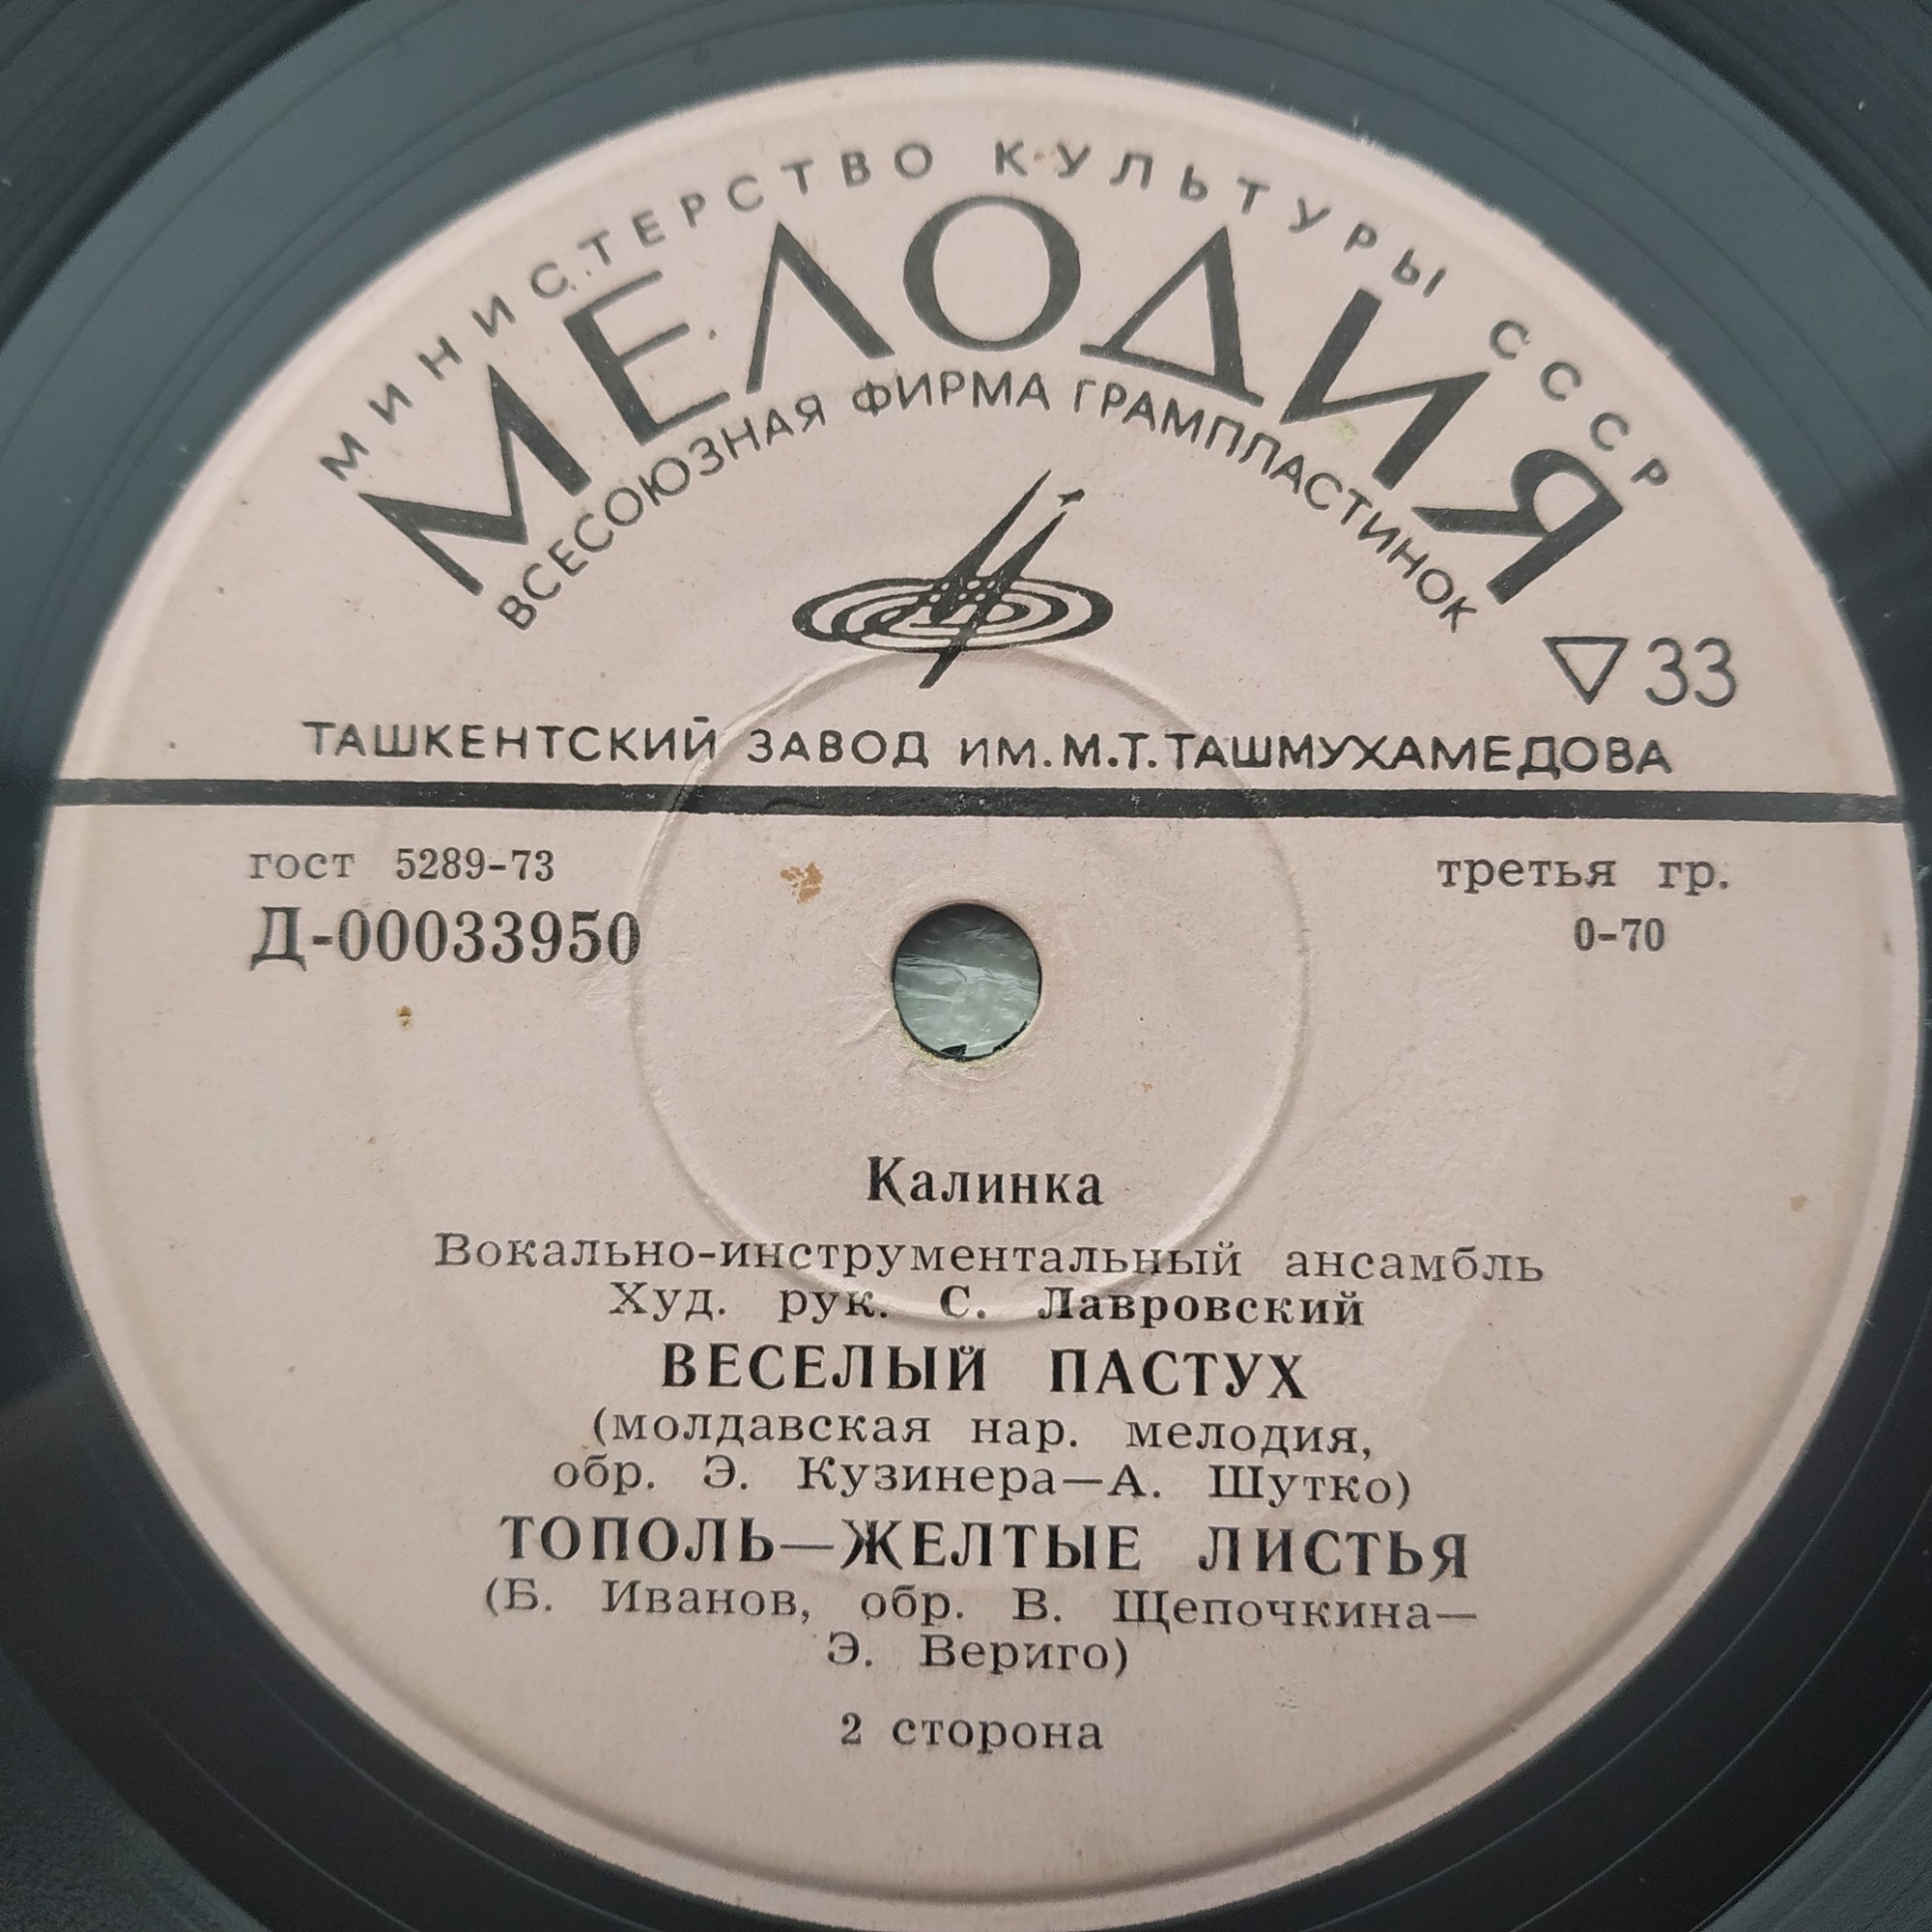 МИНИСТЕРСТВО КУЛЬТУРЫ СССР
МЕЛОДИЯ
ВСЕСОЮЗНАЯ ФИРМА ГРАМПЛАСТИНОК
33
ТАШКЕНТСКИЙ ЗАВОД ИМ. М.Т. ТАШМУХАМЕДОВА
гост 5289-73 третья гр.
Д-00033950 0-70
Калинка
Вокально-инструментальный ансамбль
Худ. рук. С. Лавровский
ВЕСЕЛЫЙ ПАСТУХ
(молдавская нар. мелодия,
обр. Э. Кузинера—А. Шутко)
ТОПОЛЬ—ЖЕЛТЫЕ ЛИСТЬЯ
(Б. Иванов, обр. В. Щепочкина—
Э. Вериго)
2 сторона